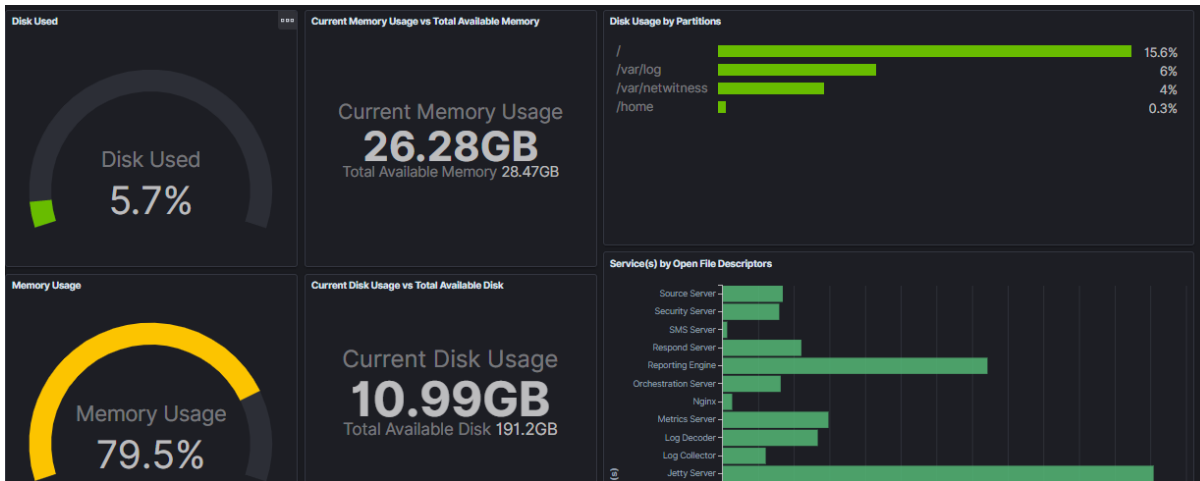 Disk Used
Disk Used
5.7%
Current Memory Usage vs Total Available Memory
Current Memory Usage
26.28GB
Total Available Memory 28.47GB
Disk Usage by Partitions
/ 15.6%
/var/log 6%
/var/netwitness 4%
/home 0.3%
Memory Usage
Memory Usage
79.5%
Current Disk Usage vs Total Available Disk
Current Disk Usage
10.99GB
Total Available Disk 191.2GB
Service(s) by Open File Descriptors
Source Server
Security Server
SMS Server
Respond Server
Reporting Engine
Orchestration Server
Nginx
Metrics Server
Log Decoder
Log Collector
Jetty Server
(s)